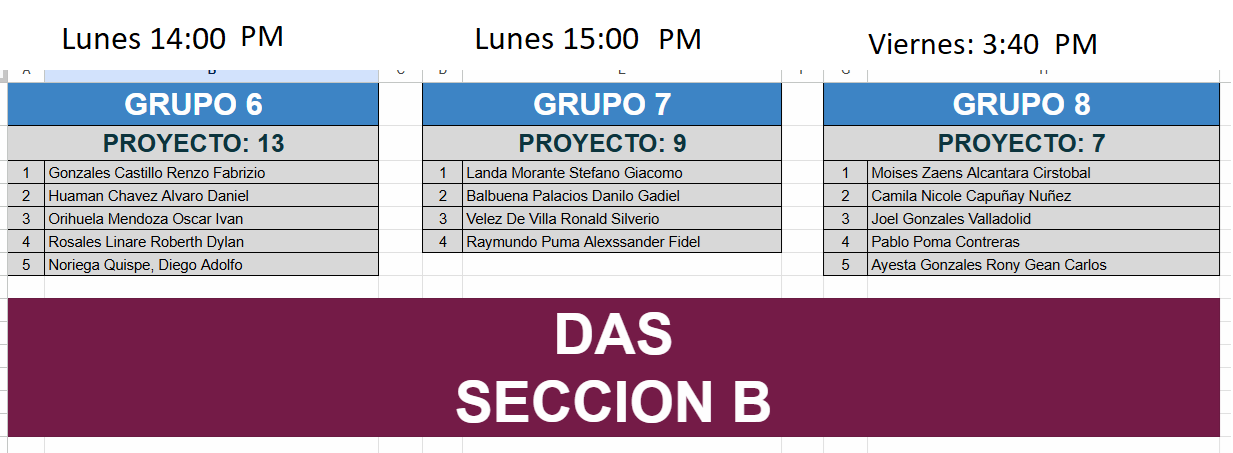 Lunes 14:00 PM
Lunes 15:00 PM
Viernes: 3:40 PM
A B C D E F G H
GRUPO 6
PROYECTO: 13
1 Gonzales Castillo Renzo Fabrizio
2 Huaman Chavez Alvaro Daniel
3 Orihuela Mendoza Oscar Ivan
4 Rosales Linare Roberth Dylan
5 Noriega Quispe, Diego Adolfo
GRUPO 7
PROYECTO: 9
1 Landa Morante Stefano Giacomo
2 Balbuena Palacios Danilo Gadiel
3 Velez De Villa Ronald Silverio
4 Raymundo Puma Alexssander Fidel
GRUPO 8
PROYECTO: 7
1 Moises Zaens Alcantara Cirstobal
2 Camila Nicole Capuñay Nuñez
3 Joel Gonzales Valladolid
4 Pablo Poma Contreras
5 Ayesta Gonzales Rony Gean Carlos
DAS
SECCION B